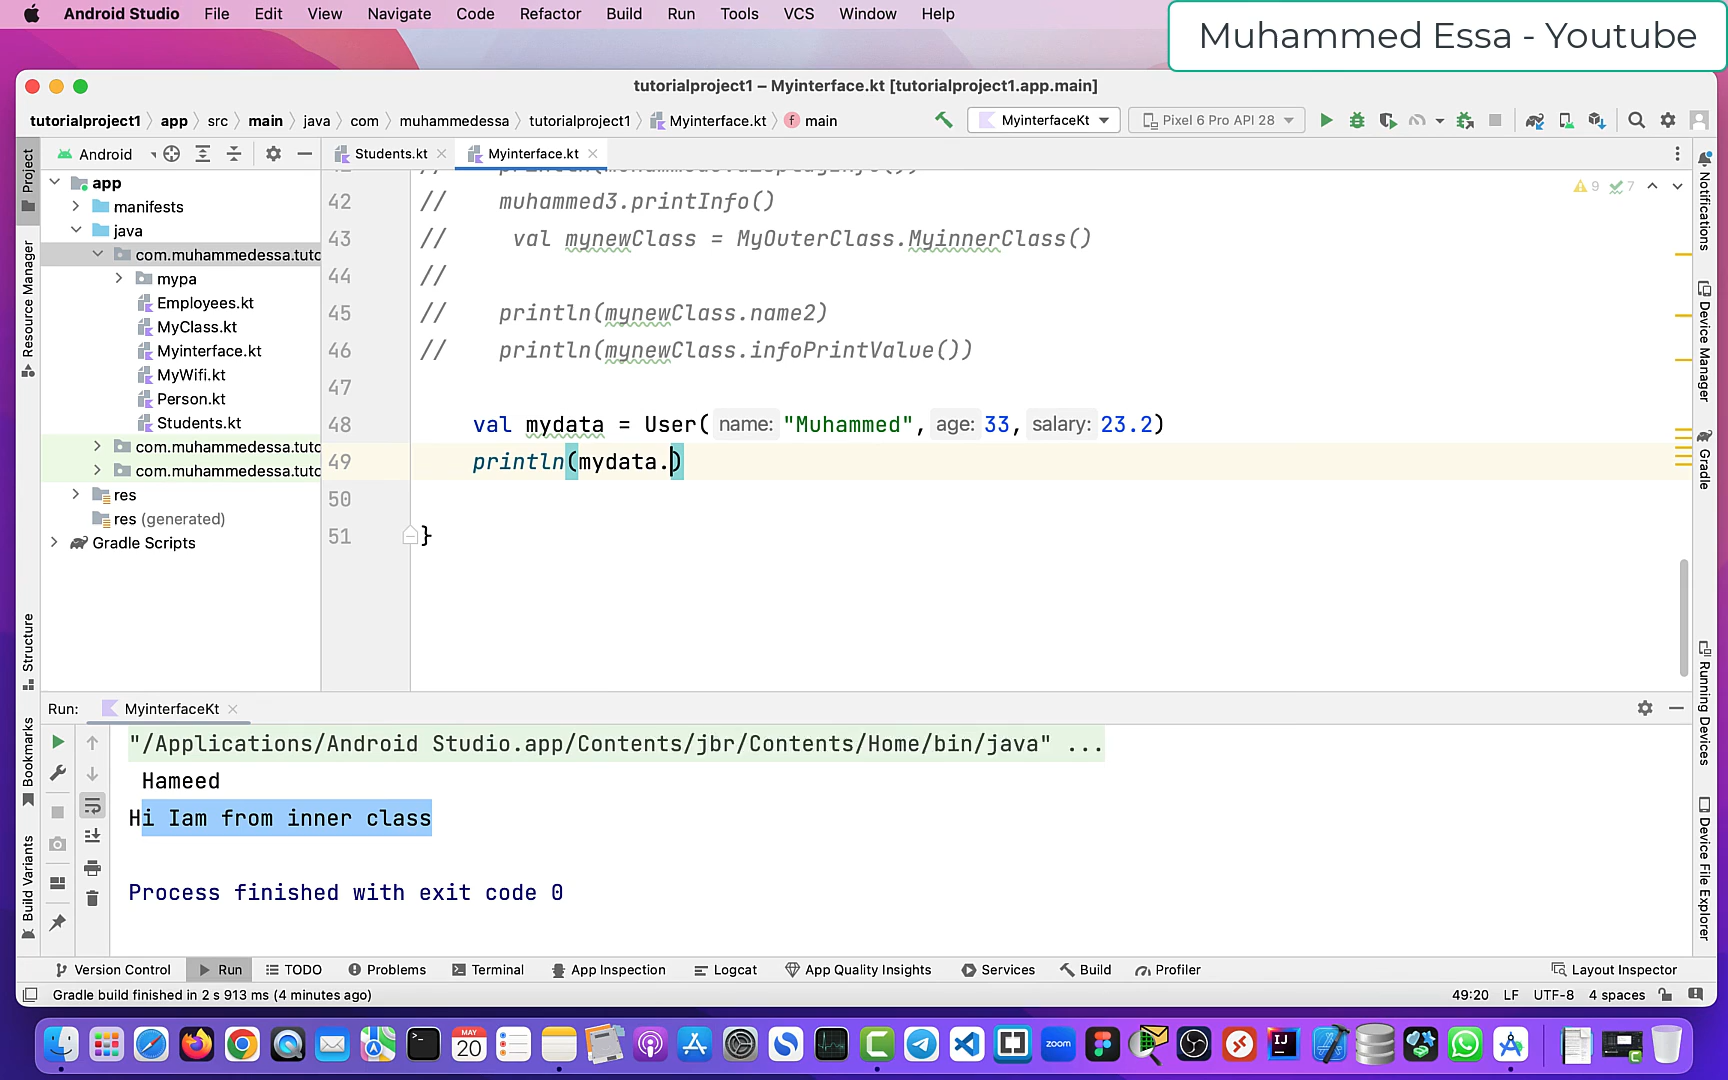 Android Studio File Edit View Navigate Code Refactor Build Run Tools VCS Window Help
Muhammed Essa - Youtube
tutorialproject1 – Myinterface.kt [tutorialproject1.app.main]
tutorialproject1 app src main java com muhammedessa tutorialproject1 Myinterface.kt main
MyinterfaceKt Pixel 6 Pro API 28
Android
Students.kt Myinterface.kt
Project
Resource Manager
Structure
Bookmarks
Build Variants
app
manifests
java
com.muhammedessa.tuto
mypa
Employees.kt
MyClass.kt
Myinterface.kt
MyWifi.kt
Person.kt
Students.kt
com.muhammedessa.tuto
com.muhammedessa.tuto
res
res (generated)
Gradle Scripts
9 7
42 // muhammed3.printInfo()
43 // val mynewClass = MyOuterClass.MyinnerClass()
44 //
45 // println(mynewClass.name2)
46 // println(mynewClass.infoPrintValue())
47
48 val mydata = User( name: "Muhammed", age: 33, salary: 23.2)
49 println(mydata.)
50
51 }
Notifications
Device Manager
Gradle
Running Devices
Device File Explorer
Run: MyinterfaceKt
"/Applications/Android Studio.app/Contents/jbr/Contents/Home/bin/java" ...
Hameed
Hi Iam from inner class
Process finished with exit code 0
Version Control Run TODO Problems Terminal App Inspection Logcat App Quality Insights Services Build Profiler Layout Inspector
Gradle build finished in 2 s 913 ms (4 minutes ago)
49:20 LF UTF-8 4 spaces
MAY
20
zoom
IJ